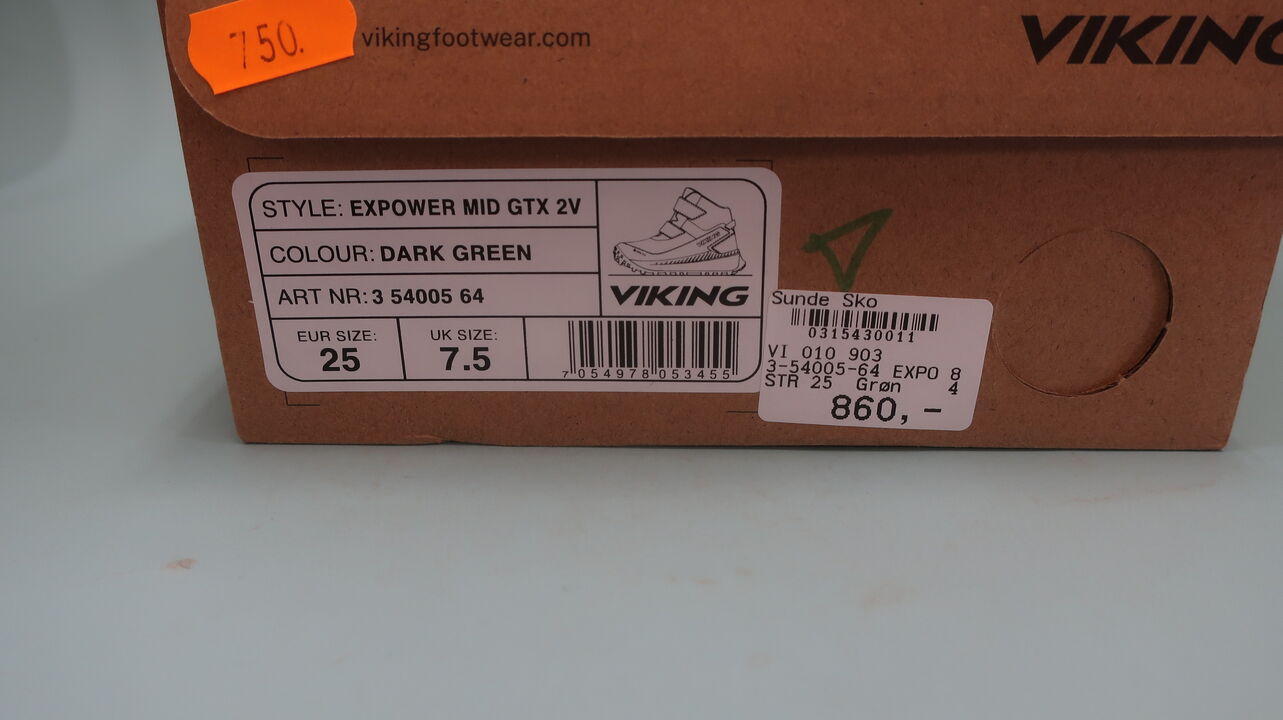 750.
vikingfootwear.com
VIKING
STYLE: EXPOWER MID GTX 2V
COLOUR: DARK GREEN
ART NR: 3 54005 64
VIKING
EUR SIZE:
25
UK SIZE:
7.5
7 054978 053455
Sunde Sko
0315430011
VI 010 903
3-54005-64 EXPO 8
STR 25 Grøn 4
860,-